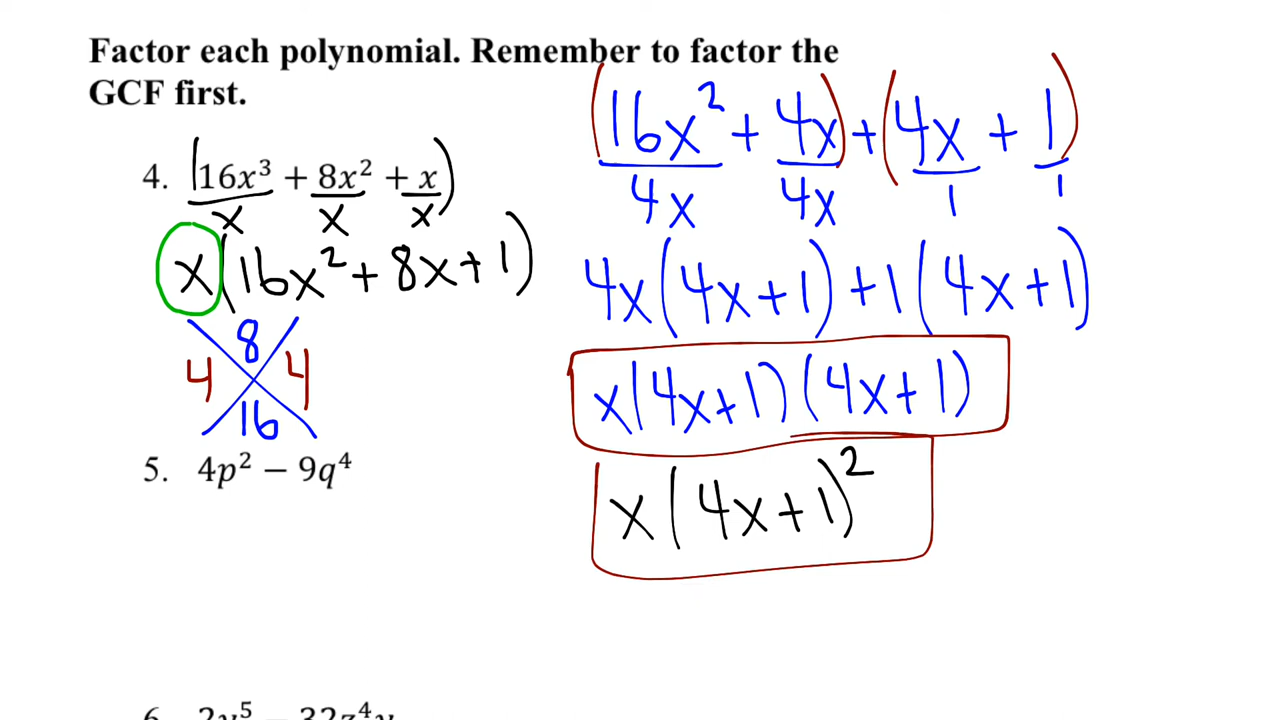 Factor each polynomial. Remember to factor the
GCF first.
4. (16x³/x + 8x²/x + x/x)
x(16x² + 8x + 1)
8
4 4
16
(16x²/4x + 4x/4x) + (4x/1 + 1/1)
4x(4x+1) + 1(4x+1)
x(4x+1)(4x+1)
x(4x+1)²
5. 4p² − 9q⁴